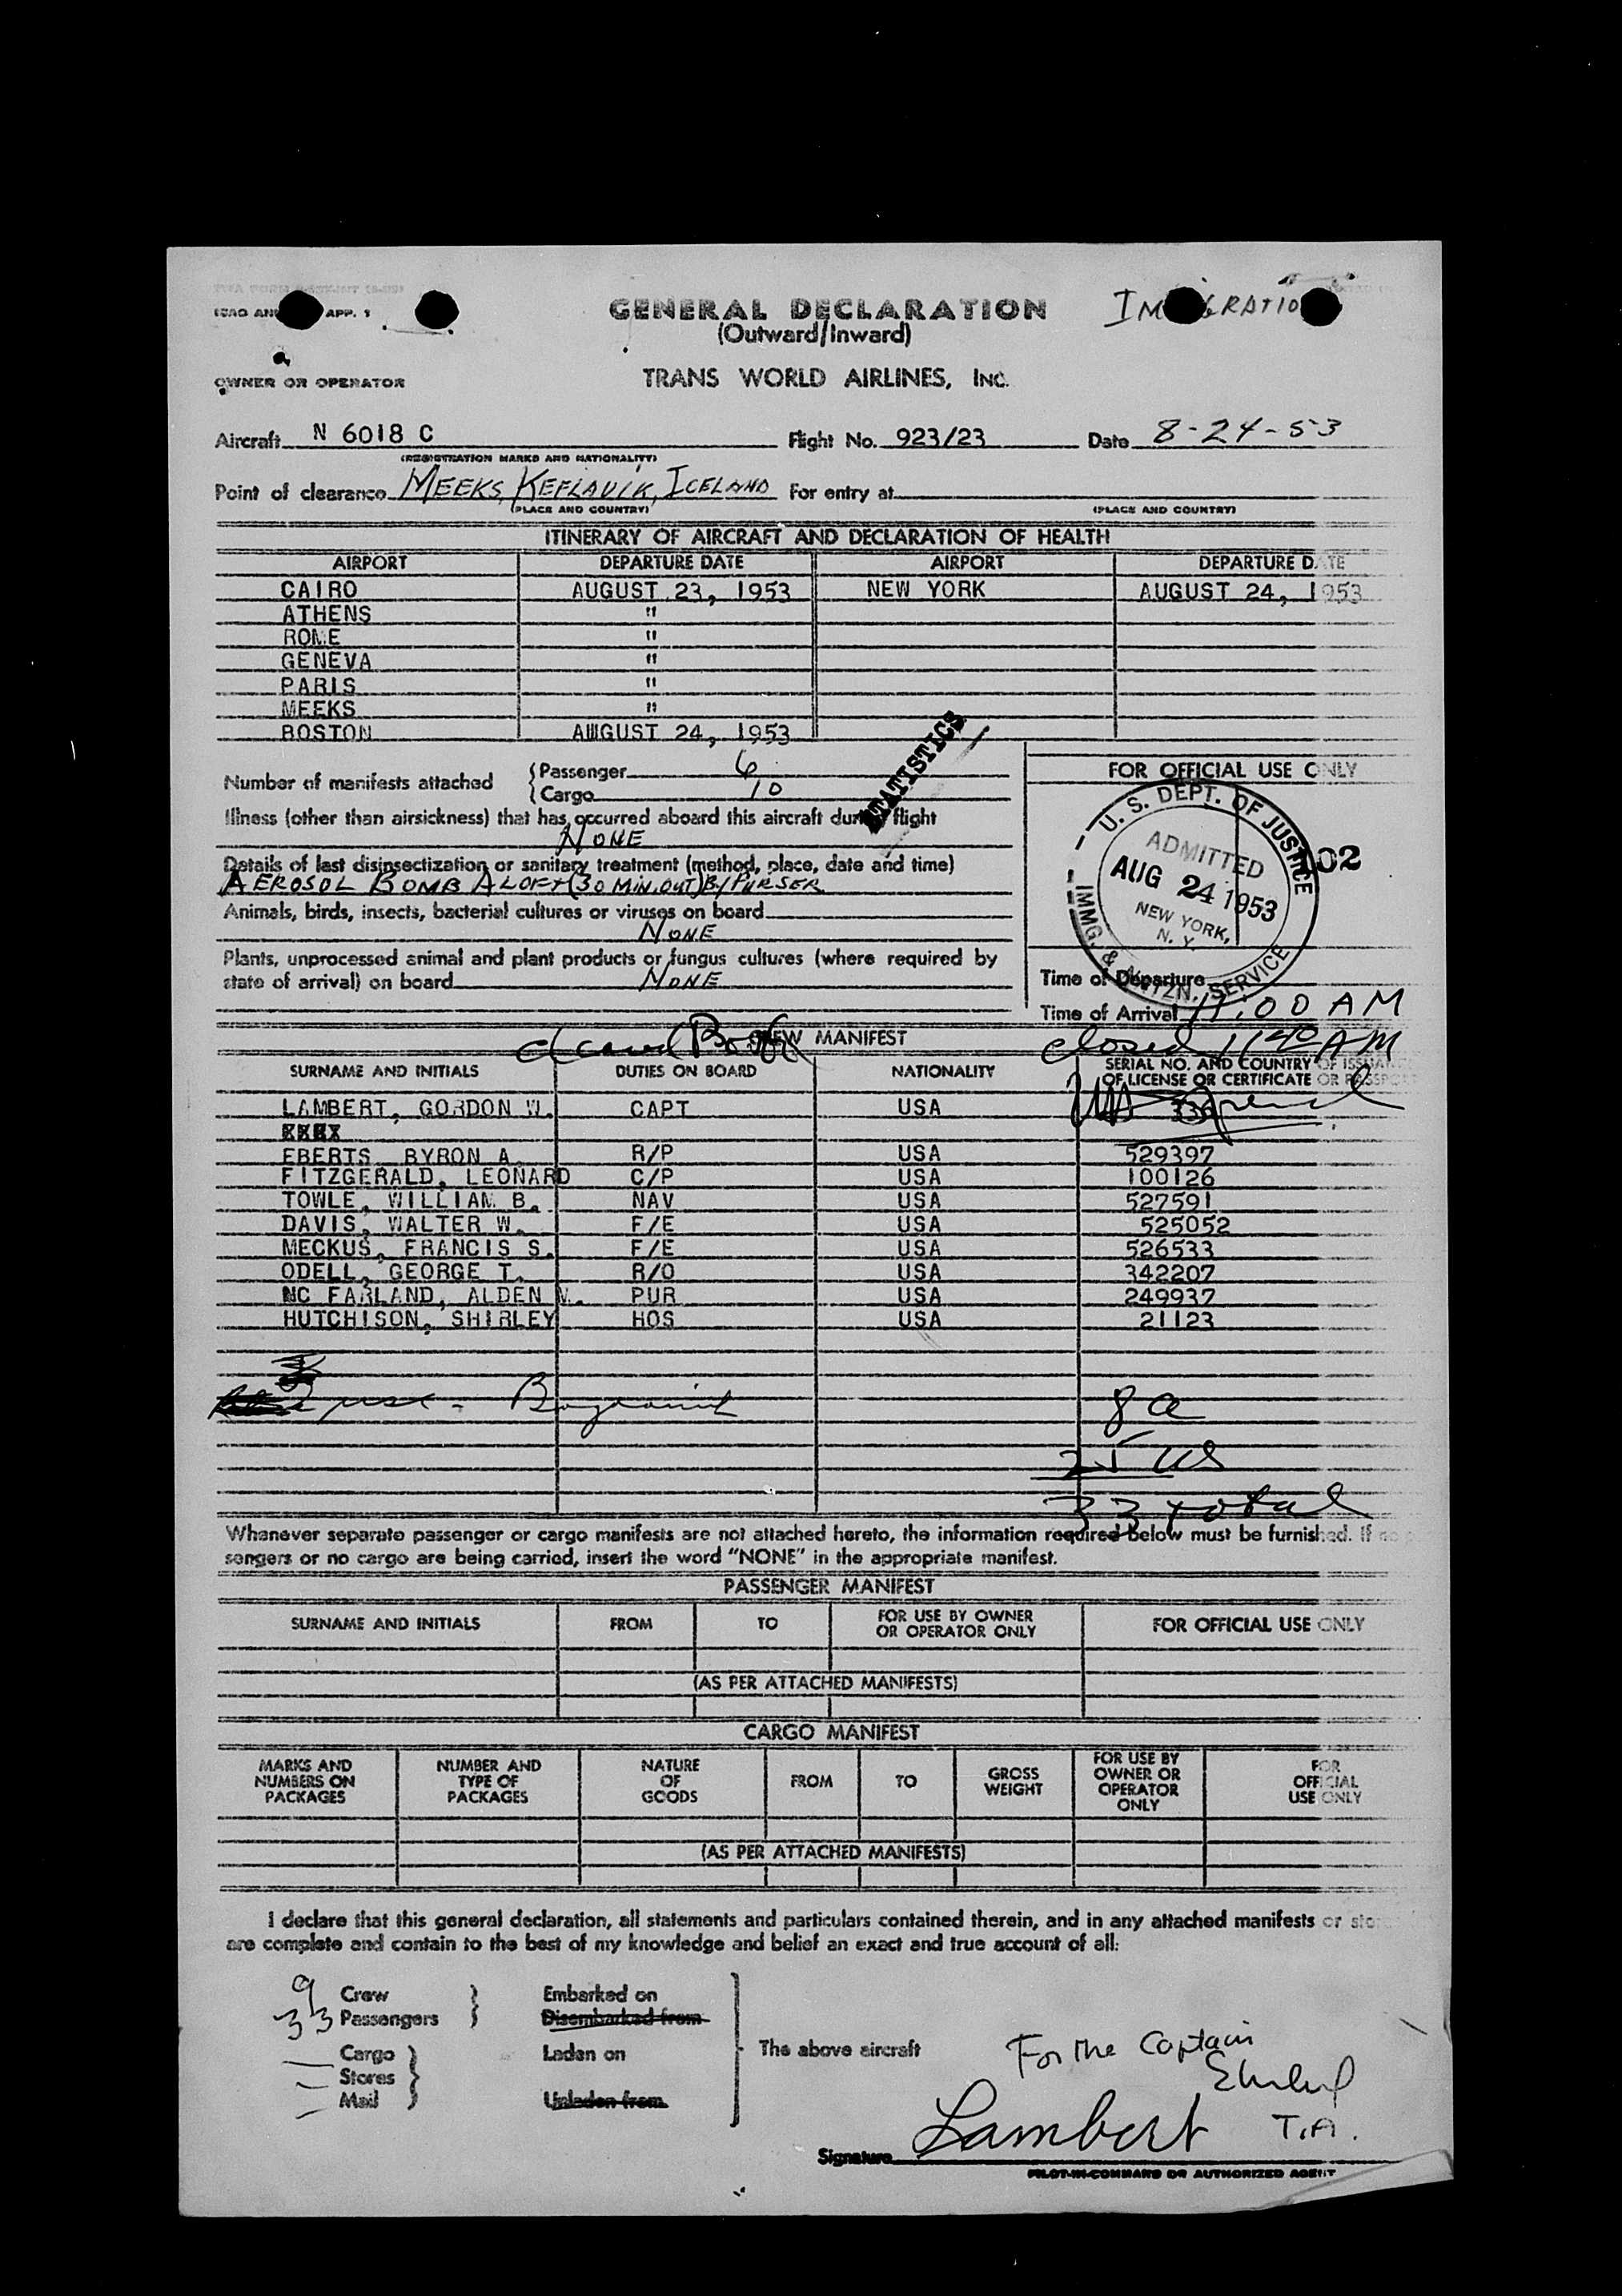 ICAO AN APP. 1
GENERAL DECLARATION
(Outward/Inward)
IM GRATIO
OWNER OR OPERATOR
TRANS WORLD AIRLINES, INC.
Aircraft N 6018 C Flight No. 923/23 Date 8-24-53
(REGISTRATION MARKS AND NATIONALITY)
Point of clearance MEEKS, KEFLAVIK, ICELAND For entry at
(PLACE AND COUNTRY) (PLACE AND COUNTRY)
ITINERARY OF AIRCRAFT AND DECLARATION OF HEALTH
AIRPORT DEPARTURE DATE AIRPORT DEPARTURE DATE
CAIRO AUGUST 23, 1953 NEW YORK AUGUST 24, 1953
ATHENS "
ROME "
GENEVA "
PARIS "
MEEKS "
BOSTON AUGUST 24, 1953
STATISTICS
Number of manifests attached { Passenger 6
{ Cargo 10
Illness (other than airsickness) that has occurred aboard this aircraft during flight
NONE
Details of last disinsectization or sanitary treatment (method, place, date and time)
AEROSOL BOMB ALOFT (30 MIN. OUT) BY PURSER
Animals, birds, insects, bacterial cultures or viruses on board
NONE
Plants, unprocessed animal and plant products or fungus cultures (where required by
state of arrival) on board NONE
FOR OFFICIAL USE ONLY
U. S. DEPT. OF JUSTICE
ADMITTED
AUG 24 1953
NEW YORK,
N. Y.
IMMG. & NATZN. SERVICE
02
Time of Departure
Time of Arrival 11:00 AM
closed 1140 AM
CREW MANIFEST
SURNAME AND INITIALS DUTIES ON BOARD NATIONALITY SERIAL NO. AND COUNTRY OF ISSUAN
OF LICENSE OR CERTIFICATE OR PASSPO
LAMBERT, GORDON W. CAPT USA
EBERTS, BYRON A. R/P USA 529397
FITZGERALD, LEONARD C/P USA 100126
TOWLE, WILLIAM B. NAV USA 527591
DAVIS, WALTER W. F/E USA 525052
MECKUS, FRANCIS S. F/E USA 526533
ODELL, GEORGE T. R/O USA 342207
MC FARLAND, ALDEN V. PUR USA 249937
HUTCHISON, SHIRLEY HOS USA 21123
8 a
25 US
33 total
Whenever separate passenger or cargo manifests are not attached hereto, the information required below must be furnished. If no p
sengers or no cargo are being carried, insert the word "NONE" in the appropriate manifest.
PASSENGER MANIFEST
SURNAME AND INITIALS FROM TO FOR USE BY OWNER OR OPERATOR ONLY FOR OFFICIAL USE ONLY
(AS PER ATTACHED MANIFESTS)
CARGO MANIFEST
MARKS AND NUMBERS ON PACKAGES NUMBER AND TYPE OF PACKAGES NATURE OF GOODS FROM TO GROSS WEIGHT FOR USE BY OWNER OR OPERATOR ONLY FOR OFFICIAL USE ONLY
(AS PER ATTACHED MANIFESTS)
I declare that this general declaration, all statements and particulars contained therein, and in any attached manifests or sto
are complete and contain to the best of my knowledge and belief an exact and true account of all:
9 Crew } Embarked on
33 Passengers } Disembarked from
— Cargo } Laden on
— Stores }
— Mail } Unladen from
The above aircraft
For the Captain
T.A.
Signature Lambert
PILOT-IN-COMMAND OR AUTHORIZED AGENT